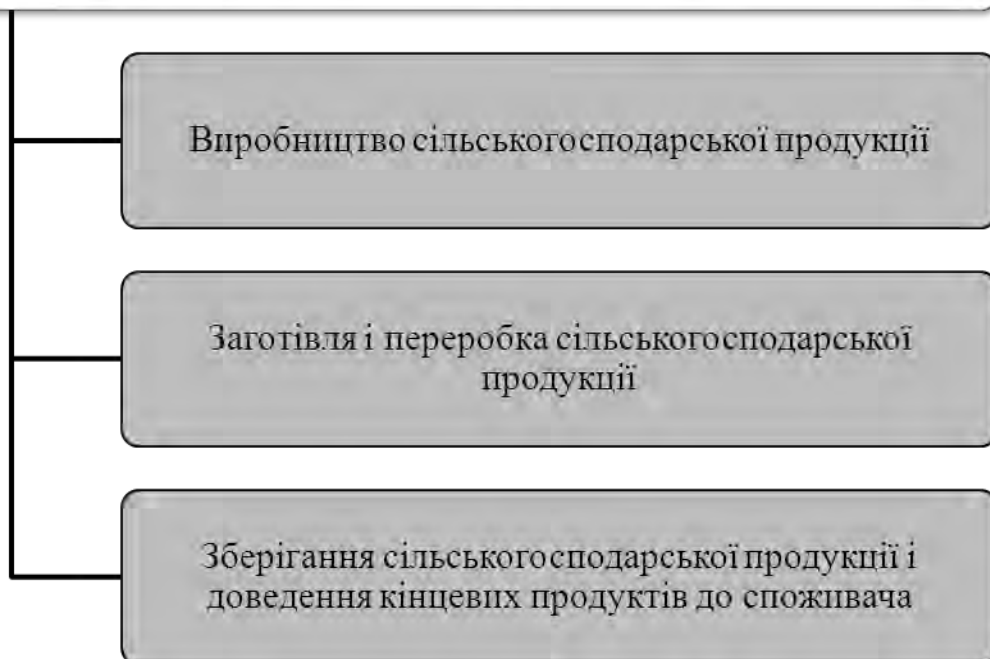 Виробництво сільськогосподарської продукції
Заготівля і переробка сільськогосподарської
продукції
Зберігання сільськогосподарської продукції і
доведення кінцевих продуктів до споживача